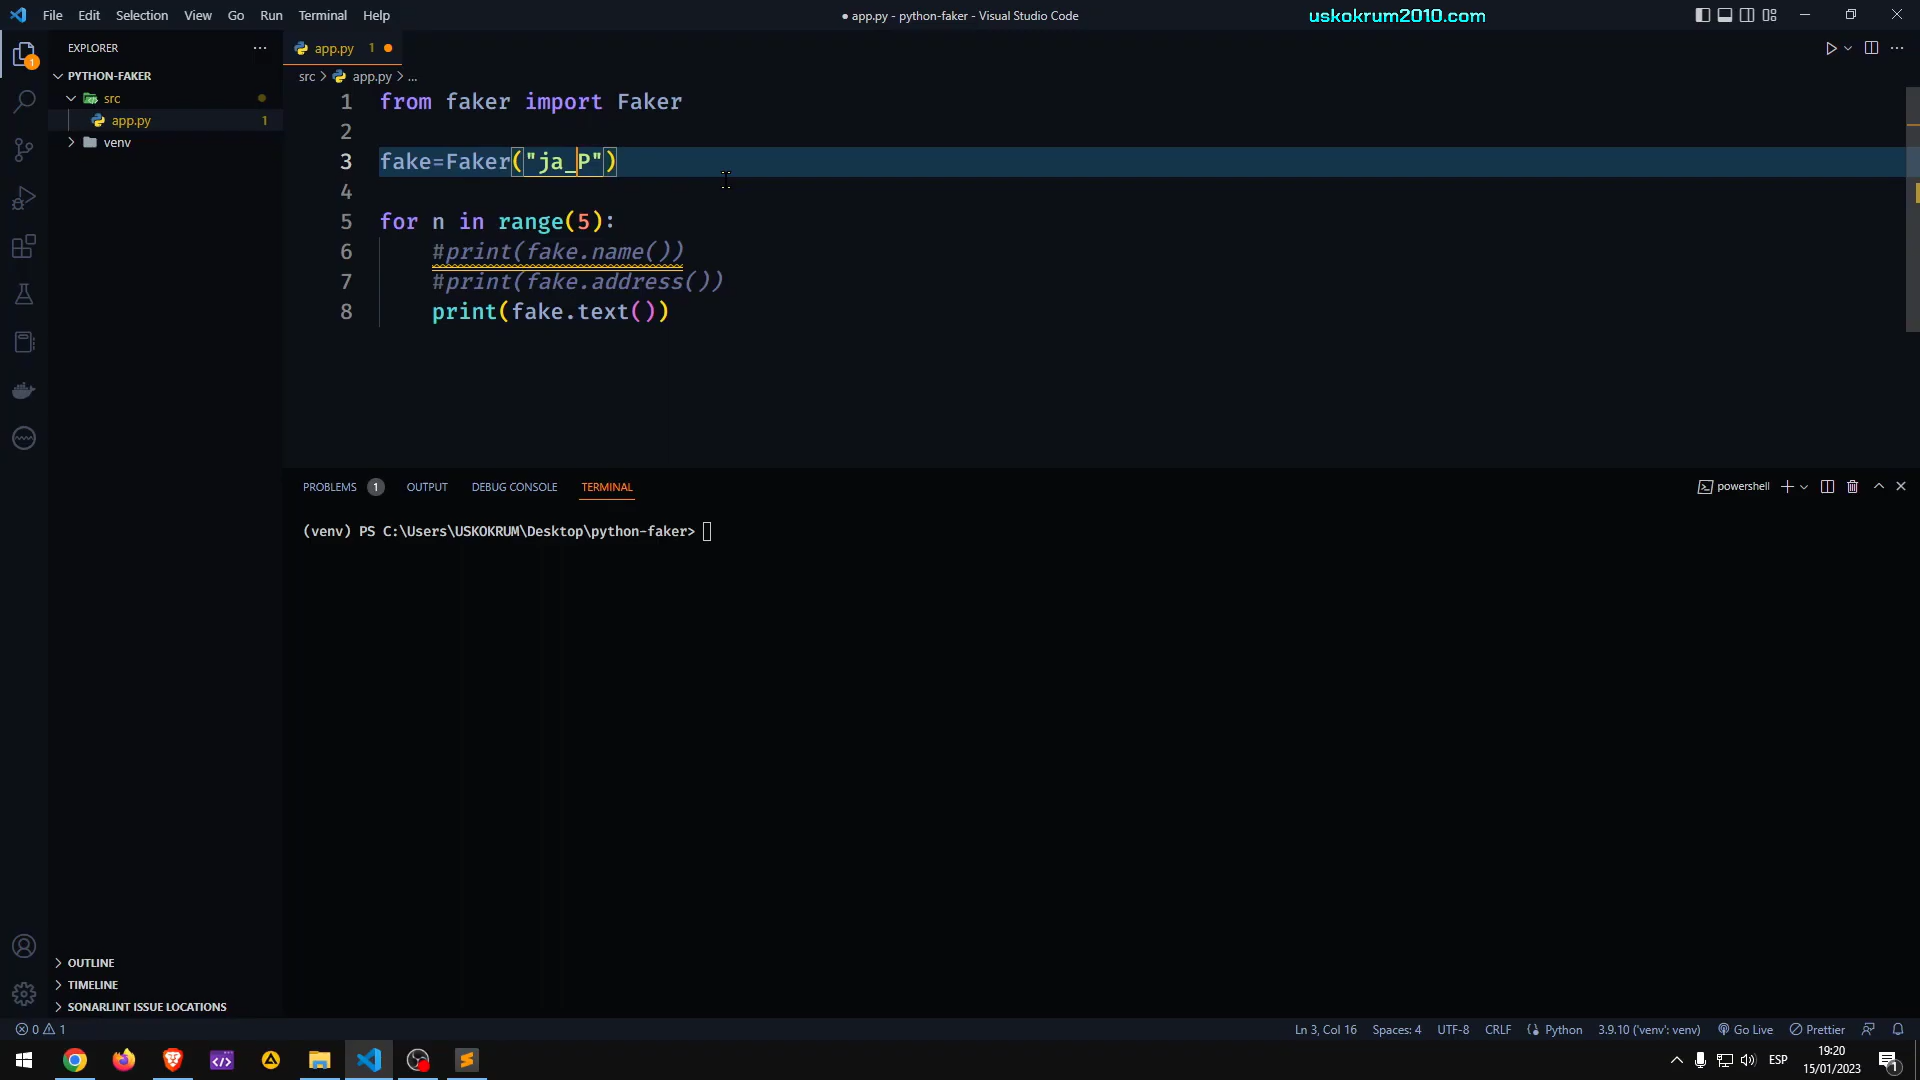 File Edit Selection View Go Run Terminal Help
● app.py - python-faker - Visual Studio Code
uskokrum2010.com
EXPLORER
app.py 1
PYTHON-FAKER
src > app.py > ...
src
app.py 1
venv
1 from faker import Faker
2
3 fake=Faker("ja_P")
4
5 for n in range(5):
6 #print(fake.name())
7 #print(fake.address())
8 print(fake.text())
PROBLEMS 1 OUTPUT DEBUG CONSOLE TERMINAL
powershell
(venv) PS C:\Users\USKOKRUM\Desktop\python-faker>
OUTLINE
TIMELINE
SONARLINT ISSUE LOCATIONS
0 1
Ln 3, Col 16 Spaces: 4 UTF-8 CRLF Python 3.9.10 ('venv': venv) Go Live Prettier
ESP
19:20
15/01/2023
1